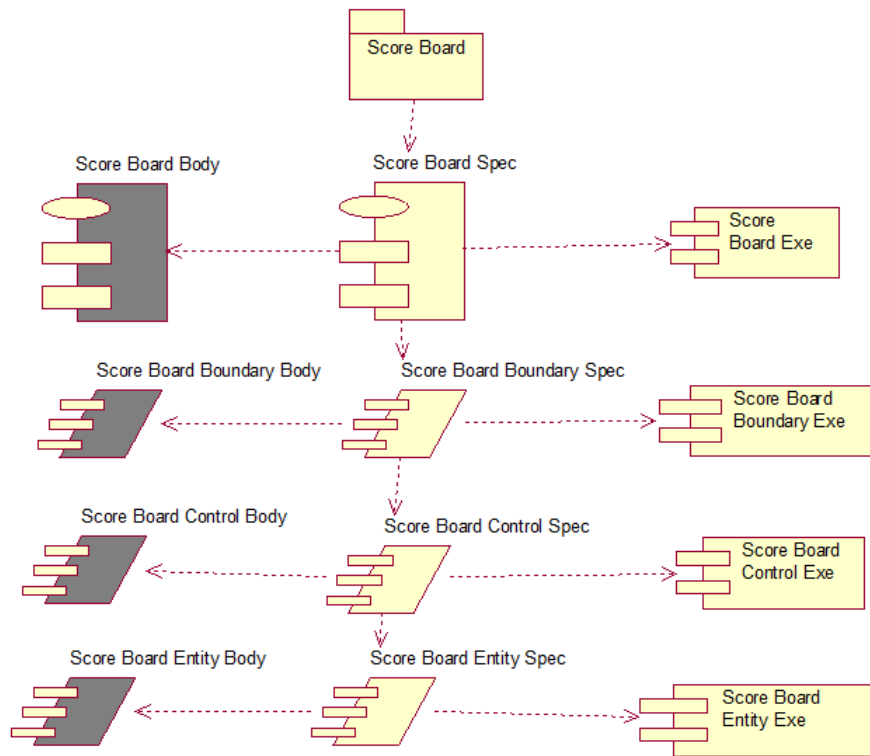 Score Board
Score Board Body
Score Board Spec
Score
Board Exe
Score Board Boundary Body
Score Board Boundary Spec
Score Board
Boundary Exe
Score Board Control Body
Score Board Control Spec
Score Board
Control Exe
Score Board Entity Body
Score Board Entity Spec
Score Board
Entity Exe